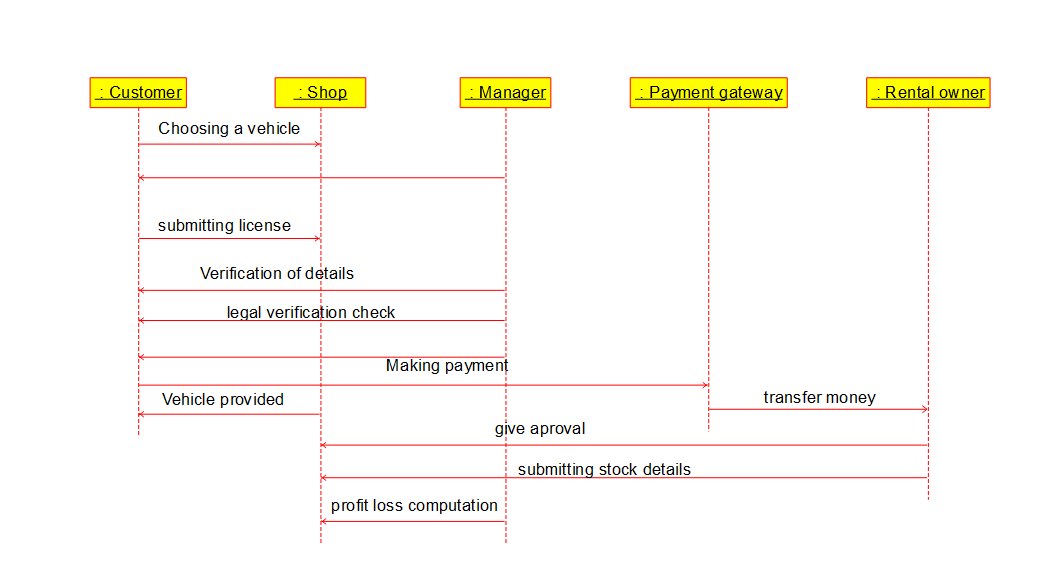 : Customer
: Shop
: Manager
: Payment gateway
: Rental owner
Choosing a vehicle
submitting license
Verification of details
legal verification check
Making payment
Vehicle provided
transfer money
give aproval
submitting stock details
profit loss computation